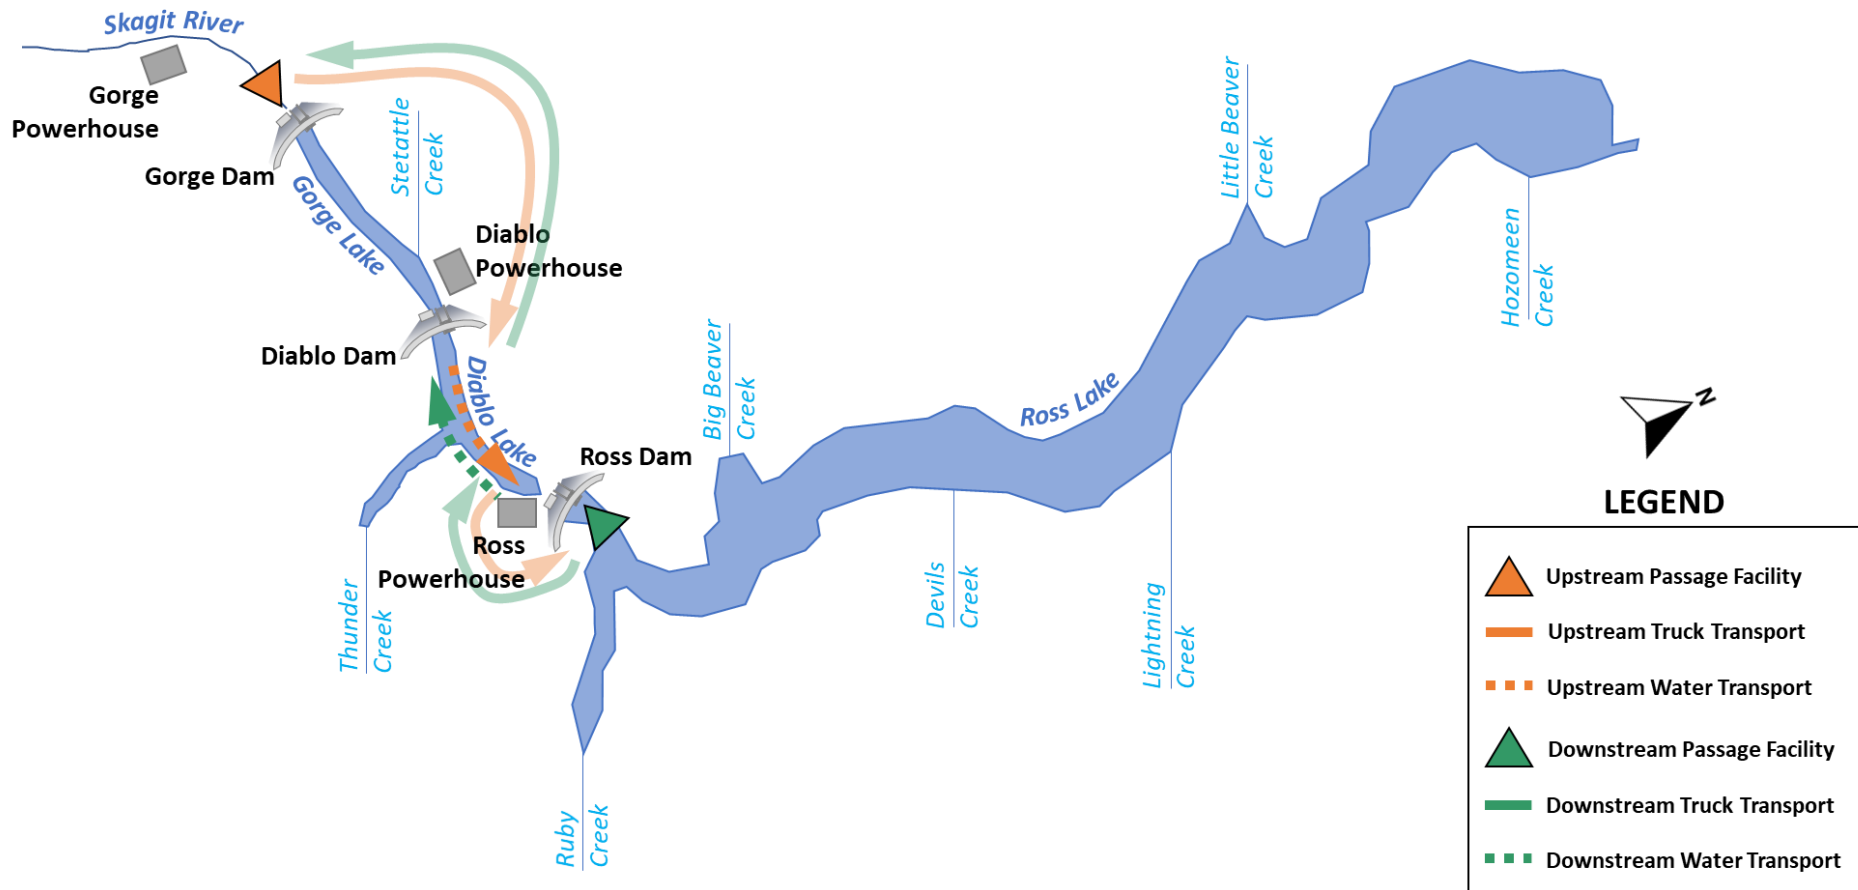 Skagit River
Gorge
Powerhouse
Gorge Dam
Gorge Lake
Stetattle
Creek
Diablo
Powerhouse
Diablo Dam
Diablo Lake
Ross Dam
Ross
Powerhouse
Thunder
Creek
Ruby
Creek
Big Beaver
Creek
Ross Lake
Devils
Creek
Lightning
Creek
Little Beaver
Creek
Hozomeen
Creek
N
LEGEND
Upstream Passage Facility
Upstream Truck Transport
Upstream Water Transport
Downstream Passage Facility
Downstream Truck Transport
Downstream Water Transport